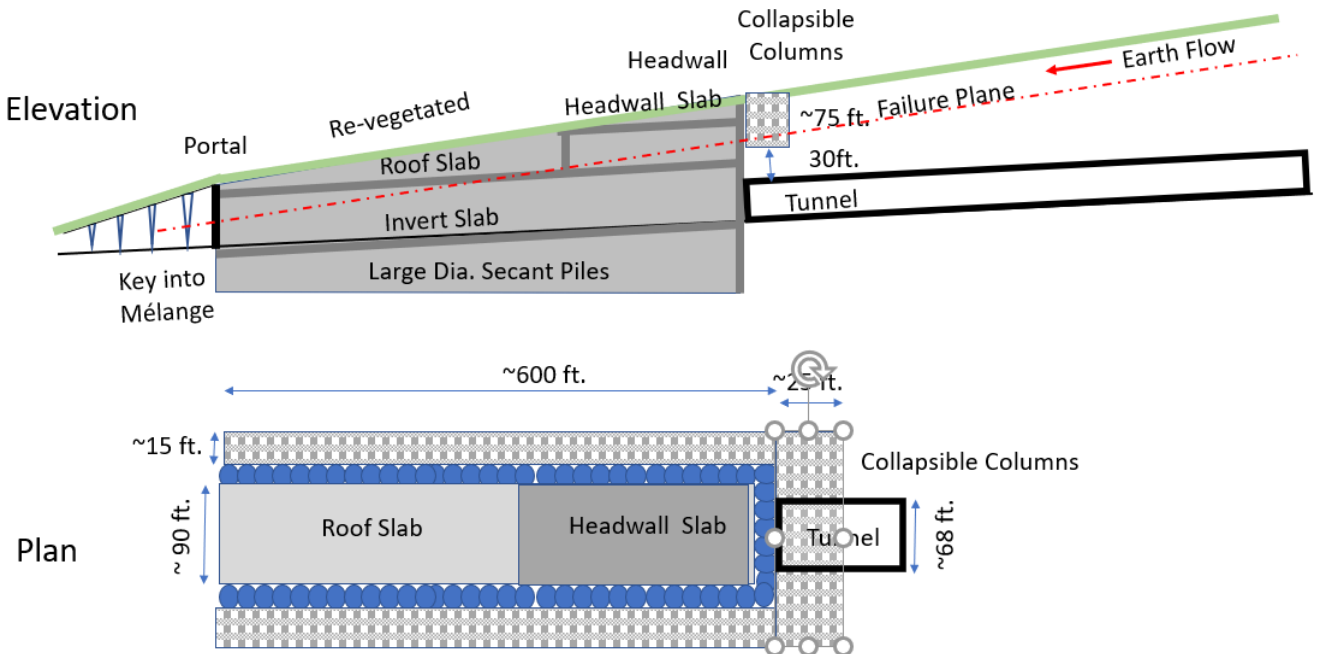 Collapsible
Columns
Headwall
Earth Flow
Elevation
Re-vegetated
Headwall Slab
~75 ft.
Failure Plane
Portal
Roof Slab
30ft.
Tunnel
Invert Slab
Key into
Mélange
Large Dia. Secant Piles
~600 ft.
~15 ft.
Collapsible Columns
~ 90 ft.
Roof Slab
Headwall Slab
~68 ft.
Plan